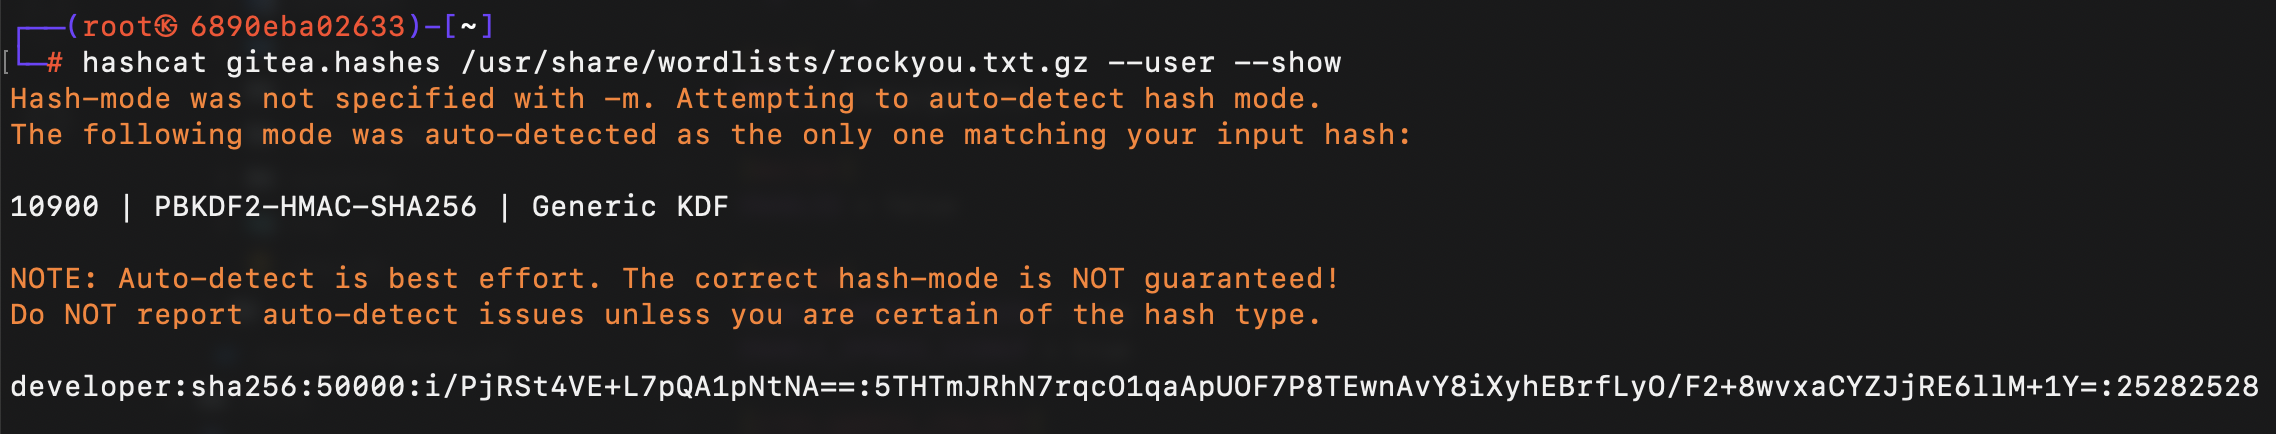 ┌──(root㉿6890eba02633)-[~]
└─# hashcat gitea.hashes /usr/share/wordlists/rockyou.txt.gz --user --show
Hash-mode was not specified with -m. Attempting to auto-detect hash mode.
The following mode was auto-detected as the only one matching your input hash:
10900 | PBKDF2-HMAC-SHA256 | Generic KDF
NOTE: Auto-detect is best effort. The correct hash-mode is NOT guaranteed!
Do NOT report auto-detect issues unless you are certain of the hash type.
developer:sha256:50000:i/PjRSt4VE+L7pQA1pNtNA==:5THTmJRhN7rqcO1qaApUOF7P8TEwnAvY8iXyhEBrfLyO/F2+8wvxaCYZJjRE6llM+1Y=:25282528